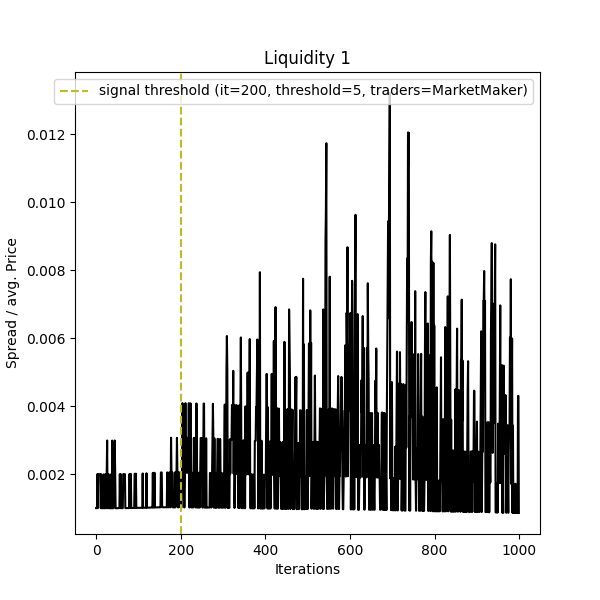 Liquidity 1
signal threshold (it=200, threshold=5, traders=MarketMaker)
Spread / avg. Price
0.012
0.010
0.008
0.006
0.004
0.002
0 200 400 600 800 1000
Iterations